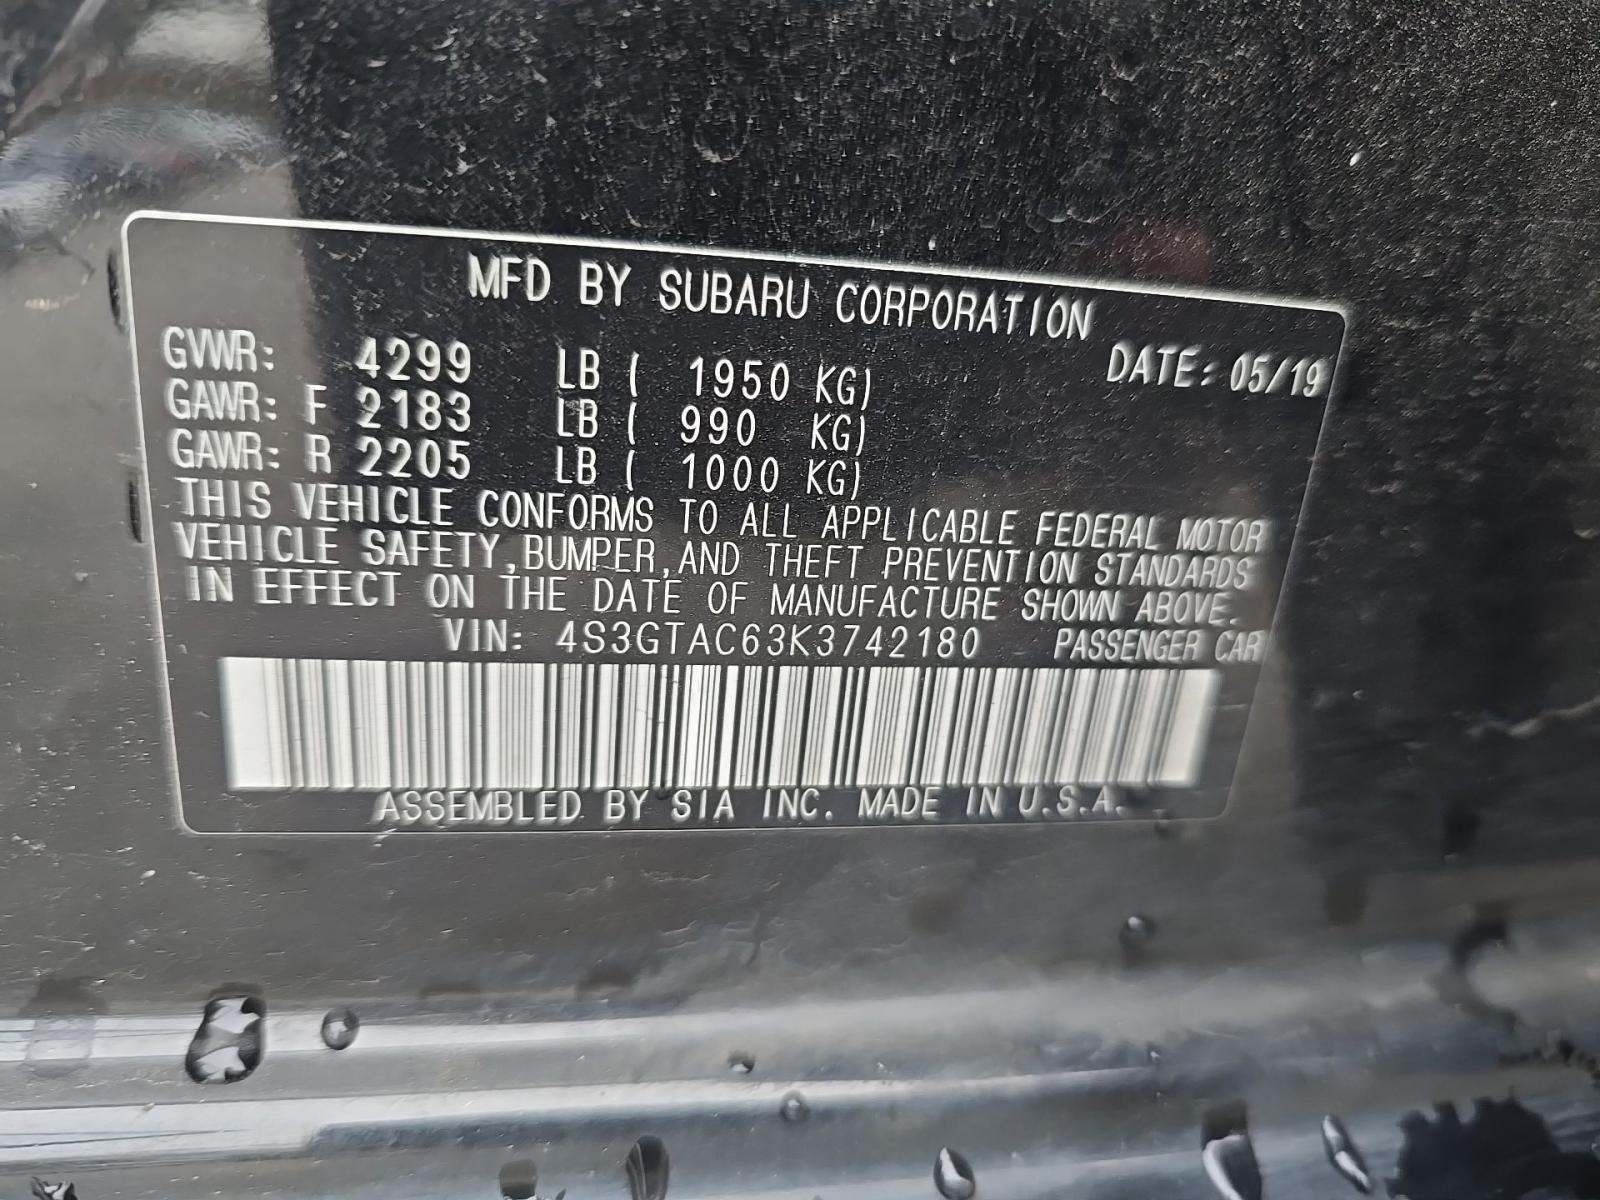 MFD BY SUBARU CORPORATION
DATE: 05/19
GVWR: 4299 LB ( 1950 KG)
GAWR: F 2183 LB ( 990 KG)
GAWR: R 2205 LB ( 1000 KG)
THIS VEHICLE CONFORMS TO ALL APPLICABLE FEDERAL MOTOR
VEHICLE SAFETY,BUMPER,AND THEFT PREVENTION STANDARDS
IN EFFECT ON THE DATE OF MANUFACTURE SHOWN ABOVE.
VIN: 4S3GTAC63K3742180 PASSENGER CAR
ASSEMBLED BY SIA INC. MADE IN U.S.A.